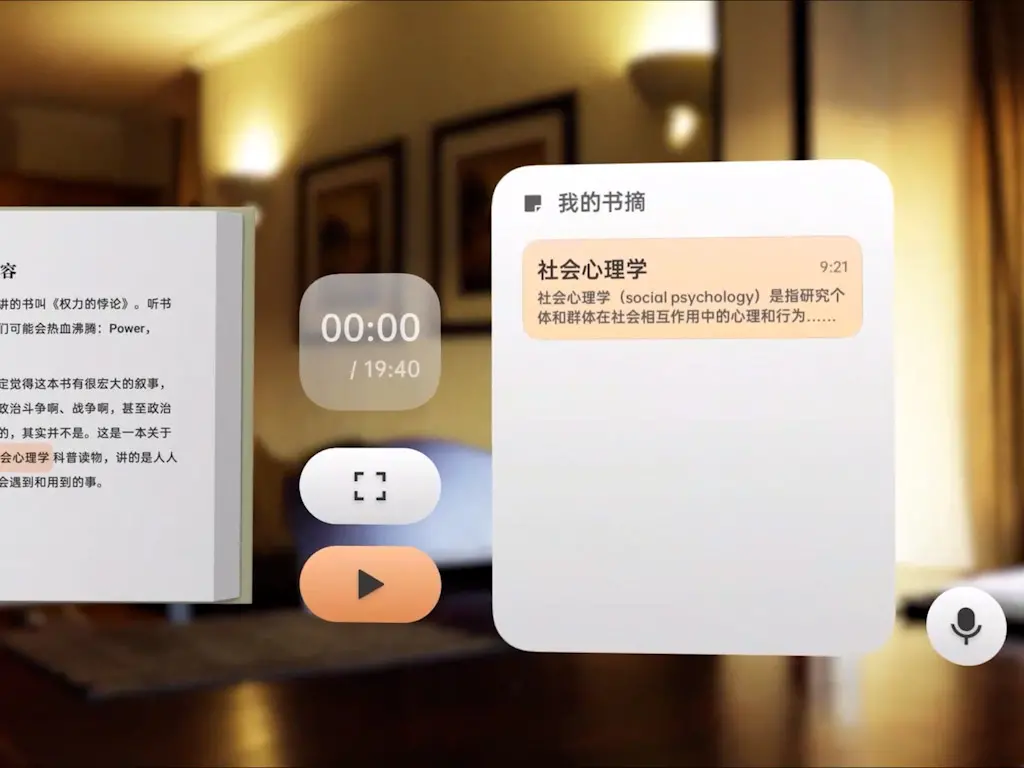 容
讲的书叫《权力的悖论》。听书
们可能会热血沸腾：Power，
定觉得这本书有很宏大的叙事，
政治斗争啊、战争啊，甚至政治
的，其实并不是。这是一本关于
会心理学科普读物，讲的是人人
会遇到和用到的事。
00:00
/ 19:40
我的书摘
社会心理学
9:21
社会心理学（social psychology）是指研究个
体和群体在社会相互作用中的心理和行为……